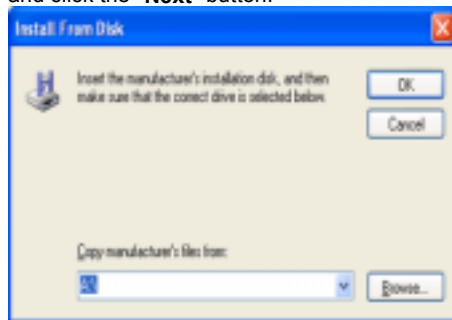 and click the "Next" button.
Install From Disk
Insert the manufacturer's installation disk, and then
make sure that the correct drive is selected below.
OK
Cancel
Copy manufacturer's files from:
A:\
Browse...